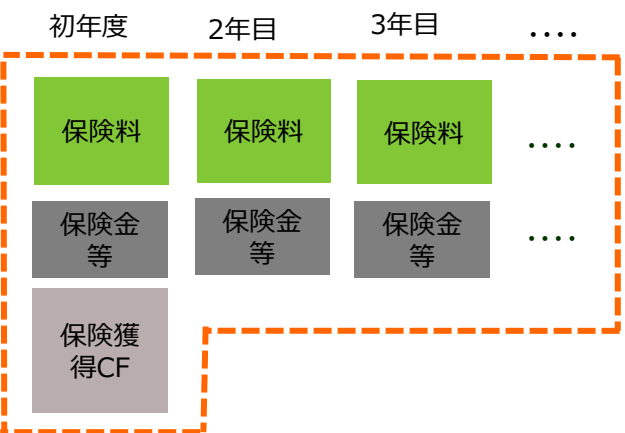 初年度 2年目 3年目 ....
保険料 保険料 保険料 ....
保険金 保険金 保険金 ....
等 等 等
保険獲
得CF